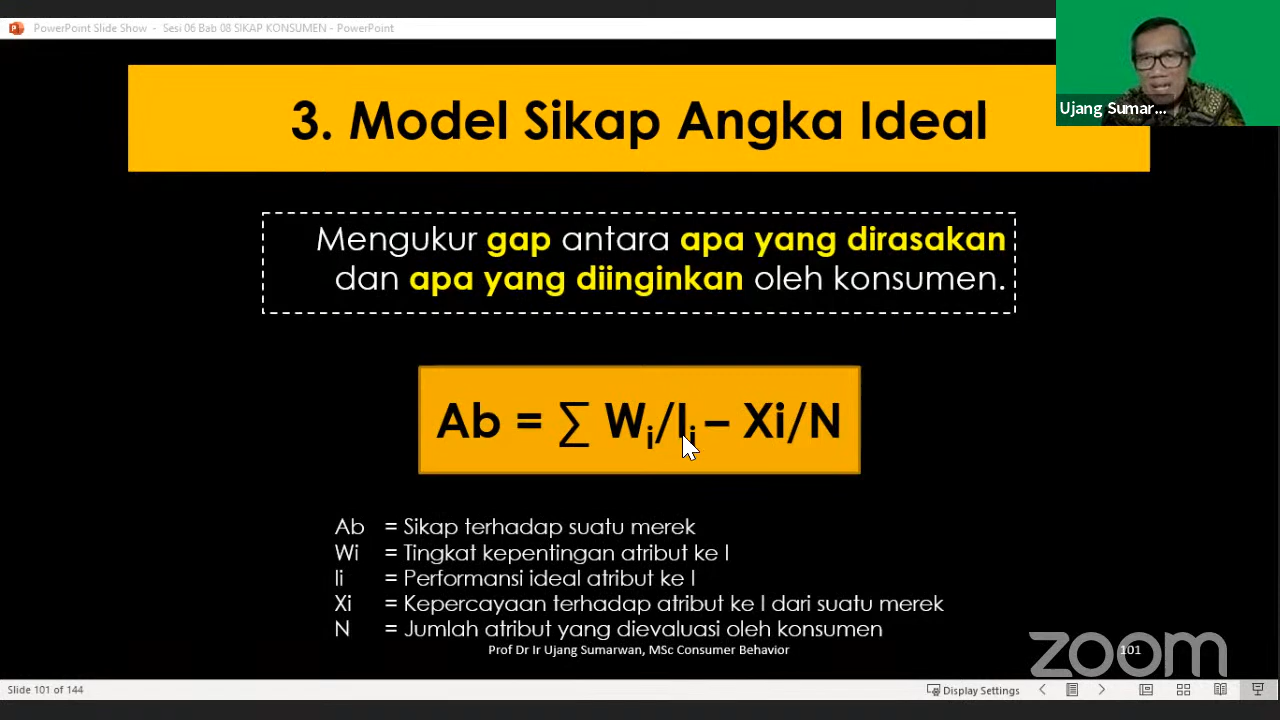 PowerPoint Slide Show - Sesi 06 Bab 08 SIKAP KONSUMEN - PowerPoint
Ujang Sumar...
3. Model Sikap Angka Ideal
Mengukur gap antara apa yang dirasakan
dan apa yang diinginkan oleh konsumen.
Ab = ∑ Wi/Ii – Xi/N
Ab = Sikap terhadap suatu merek
Wi = Tingkat kepentingan atribut ke I
Ii = Performansi ideal atribut ke I
Xi = Kepercayaan terhadap atribut ke I dari suatu merek
N = Jumlah atribut yang dievaluasi oleh konsumen
Prof Dr Ir Ujang Sumarwan, MSc Consumer Behavior
101
zoom
Slide 101 of 144
Display Settings